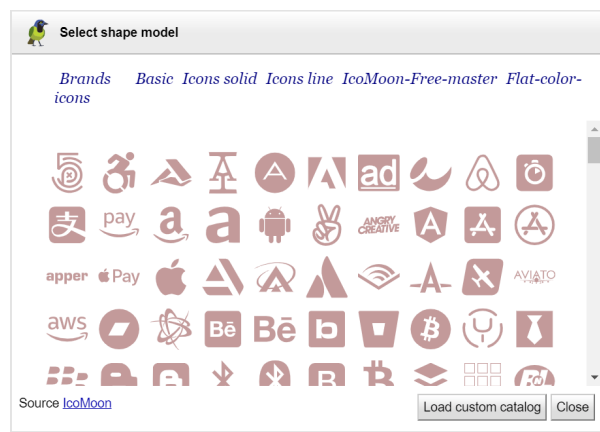 Select shape model
Brands Basic Icons solid Icons line IcoMoon-Free-master Flat-color-
icons
ad
pay a a ANGRY CREATIVE A
apper Pay AVIATO
aws Bē Bē b
B
Source IcoMoon Load custom catalog Close